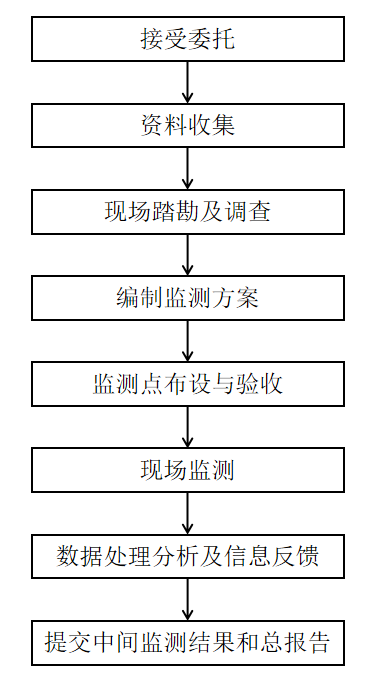 接受委托
资料收集
现场踏勘及调查
编制监测方案
监测点布设与验收
现场监测
数据处理分析及信息反馈
提交中间监测结果和总报告